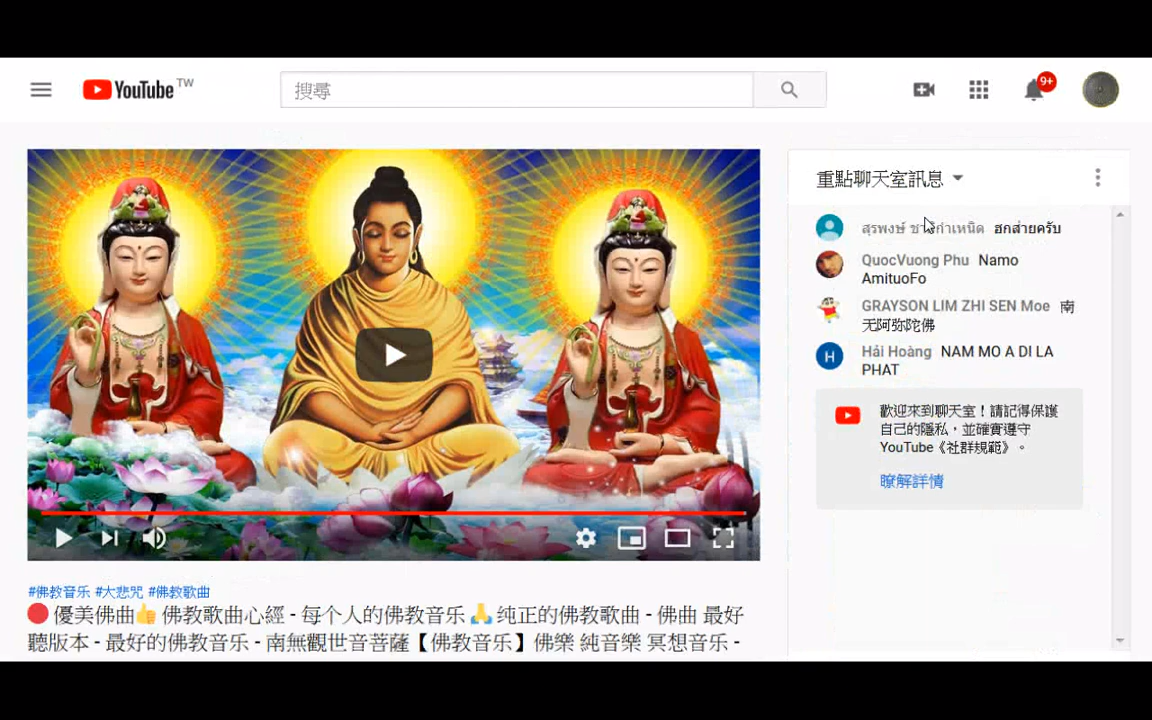 YouTube TW
搜尋
9+
重點聊天室訊息
สุรพงษ์ ชาวกำเหนิด ฮกส่ายครับ
QuocVuong Phu Namo
AmituoFo
GRAYSON LIM ZHI SEN Moe 南
无阿弥陀佛
H
Hải Hoàng NAM MO A DI LA
PHAT
歡迎來到聊天室！請記得保護
自己的隱私，並確實遵守
YouTube《社群規範》。
瞭解詳情
#佛教音乐 #大悲咒 #佛教歌曲
🔴 優美佛曲👍 佛教歌曲心經 - 每个人的佛教音乐 🙏 纯正的佛教歌曲 - 佛曲 最好
聽版本 - 最好的佛教音乐 - 南無觀世音菩薩【佛教音乐】佛樂 純音樂 冥想音乐 -